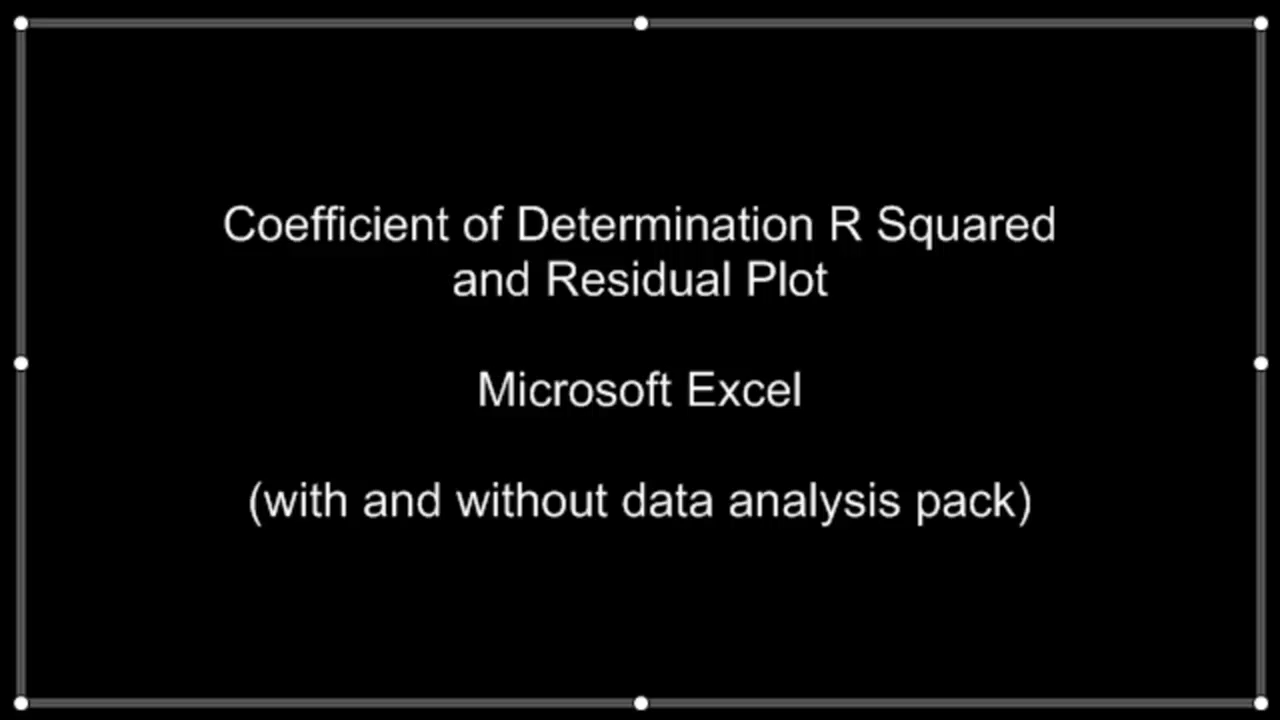 Coefficient of Determination R Squared
and Residual Plot
Microsoft Excel
(with and without data analysis pack)